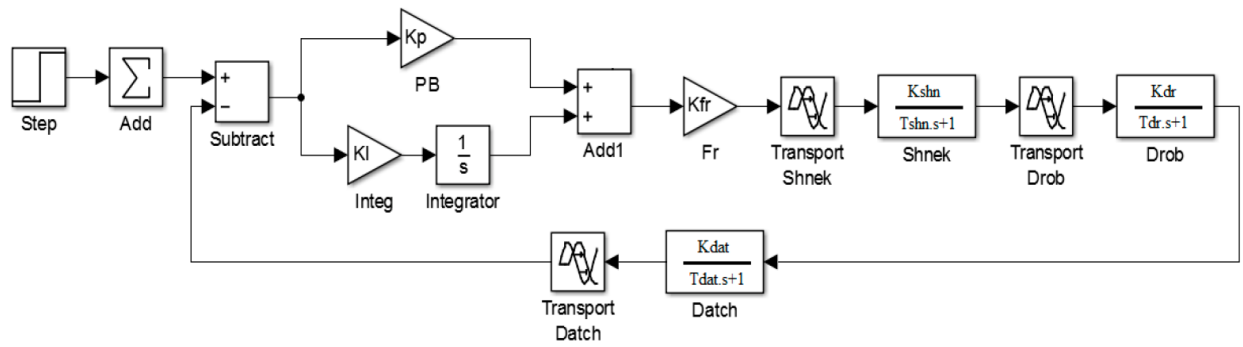 Step
Σ
Add
+
−
Subtract
Kp
PB
KI
Integ
1
s
Integrator
+
+
Add1
Kfr
Fr
Transport
Shnek
Kshn
Tshn.s+1
Shnek
Transport
Drob
Kdr
Tdr.s+1
Drob
Transport
Datch
Kdat
Tdat.s+1
Datch